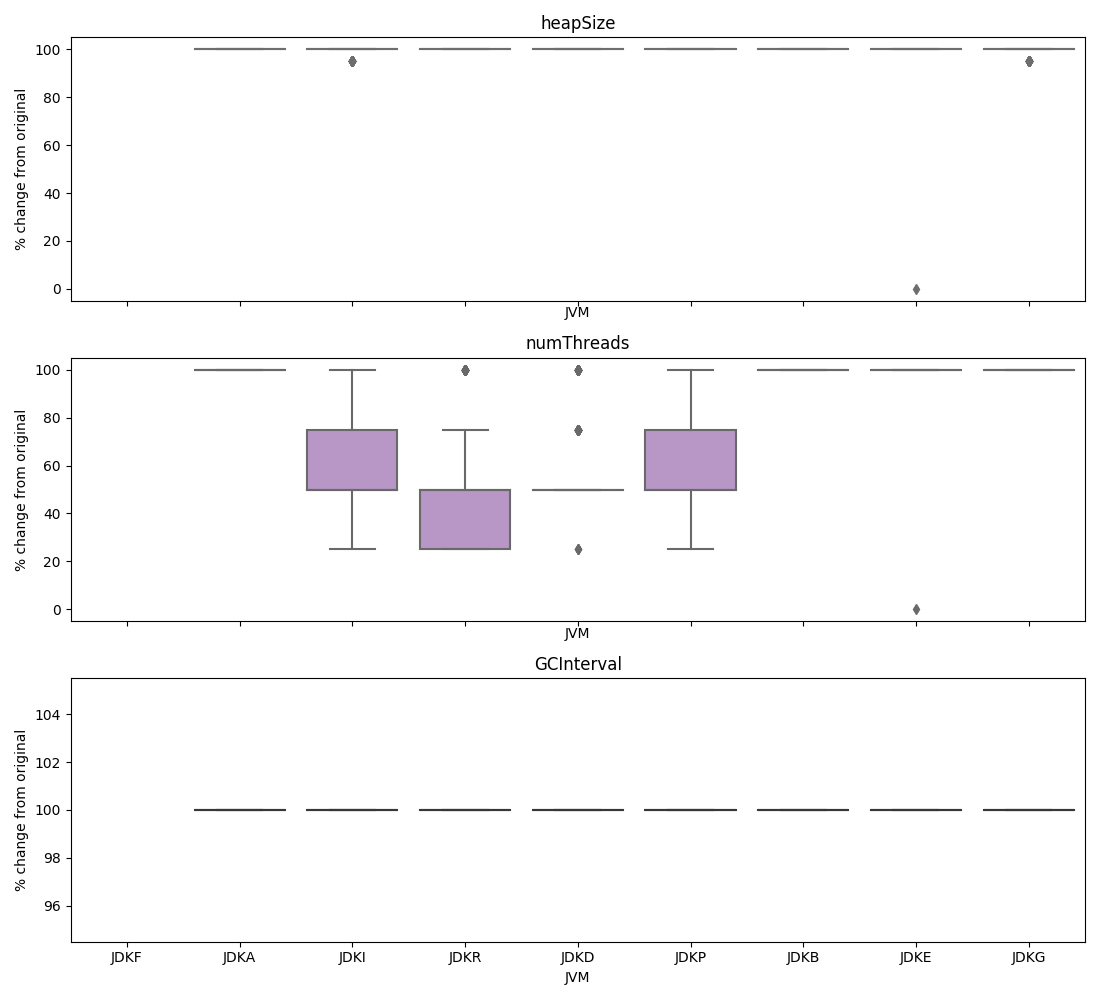 heapSize
% change from original
100
80
60
40
20
0
JVM
numThreads
% change from original
100
80
60
40
20
0
JVM
GCInterval
% change from original
104
102
100
98
96
JDKF JDKA JDKI JDKR JDKD JDKP JDKB JDKE JDKG
JVM